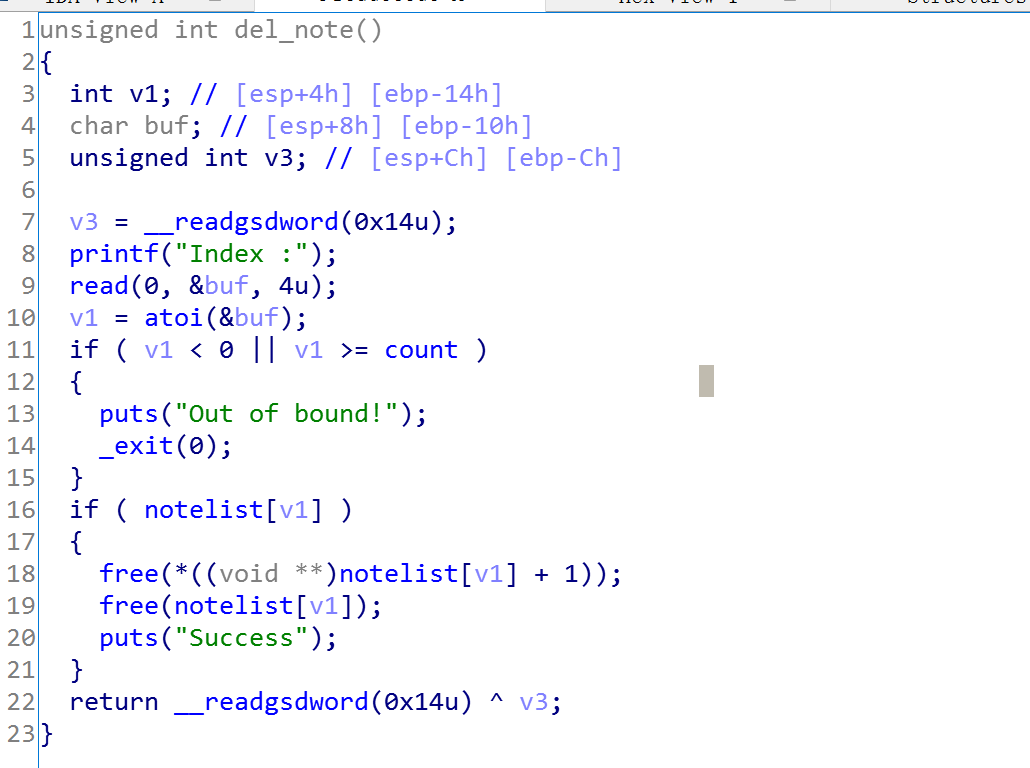 1 unsigned int del_note()
2 {
3   int v1; // [esp+4h] [ebp-14h]
4   char buf; // [esp+8h] [ebp-10h]
5   unsigned int v3; // [esp+Ch] [ebp-Ch]
6
7   v3 = __readgsdword(0x14u);
8   printf("Index :");
9   read(0, &buf, 4u);
10   v1 = atoi(&buf);
11   if ( v1 < 0 || v1 >= count )
12   {
13     puts("Out of bound!");
14     _exit(0);
15   }
16   if ( notelist[v1] )
17   {
18     free(*((void **)notelist[v1] + 1));
19     free(notelist[v1]);
20     puts("Success");
21   }
22   return __readgsdword(0x14u) ^ v3;
23 }